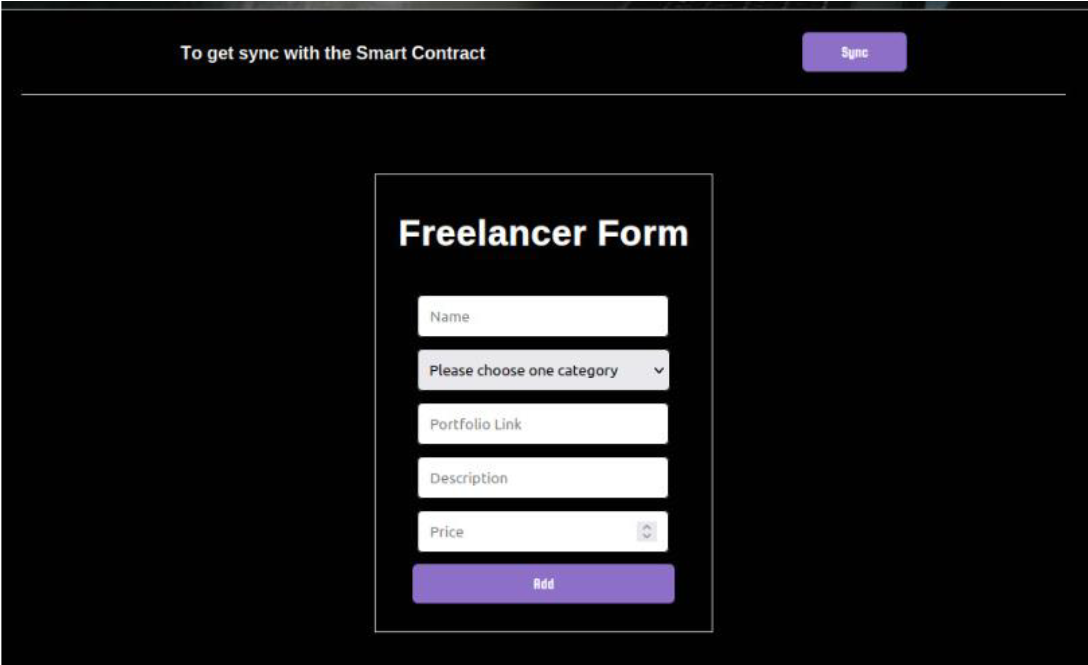 To get sync with the Smart Contract
Sync
Freelancer Form
Name
Please choose one category
Portfolio Link
Description
Price
Add